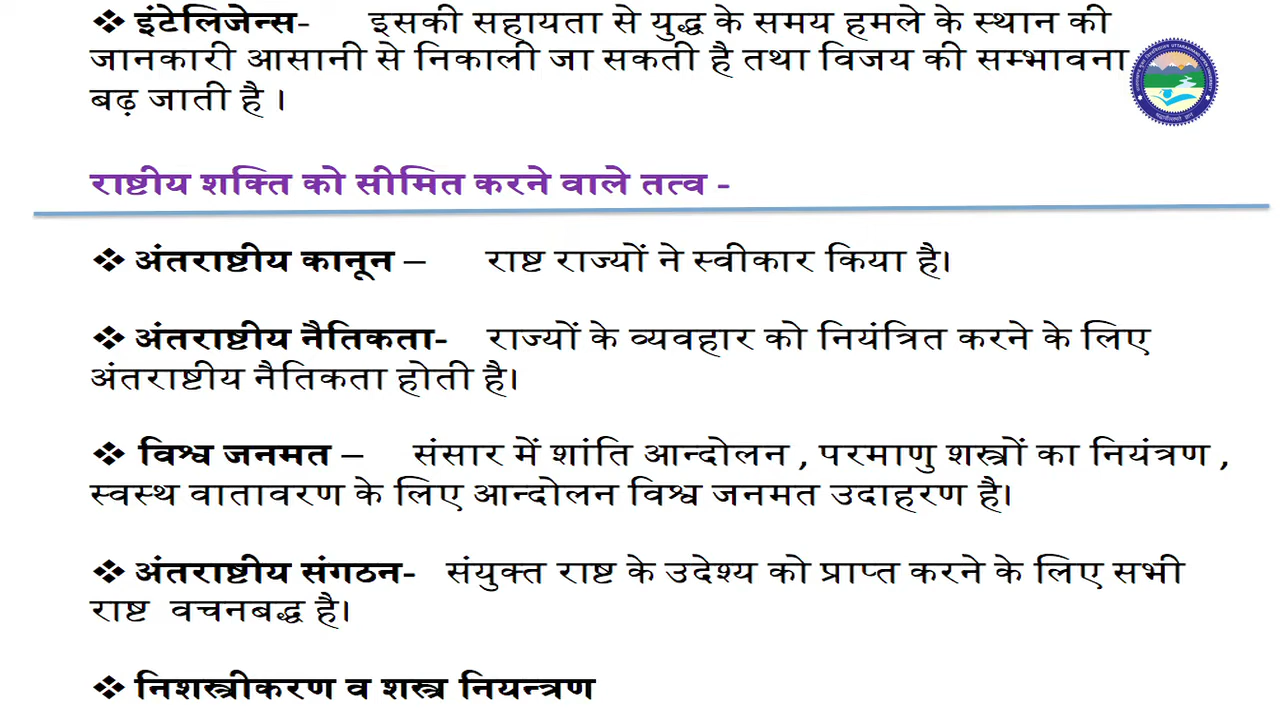 ❖ इंटेलिजेन्स- इसकी सहायता से युद्ध के समय हमले के स्थान की
जानकारी आसानी से निकाली जा सकती है तथा विजय की सम्भावना
बढ़ जाती है ।
राष्टीय शक्ति को सीमित करने वाले तत्व -
❖ अंतराष्टीय कानून – राष्ट राज्यों ने स्वीकार किया है।
❖ अंतराष्टीय नैतिकता- राज्यों के व्यवहार को नियंत्रित करने के लिए
अंतराष्टीय नैतिकता होती है।
❖ विश्व जनमत – संसार में शांति आन्दोलन , परमाणु शस्त्रों का नियंत्रण ,
स्वस्थ वातावरण के लिए आन्दोलन विश्व जनमत उदाहरण है।
❖ अंतराष्टीय संगठन- संयुक्त राष्ट के उदेश्य को प्राप्त करने के लिए सभी
राष्ट वचनबद्ध है।
❖ निशस्त्रीकरण व शस्त्र नियन्त्रण